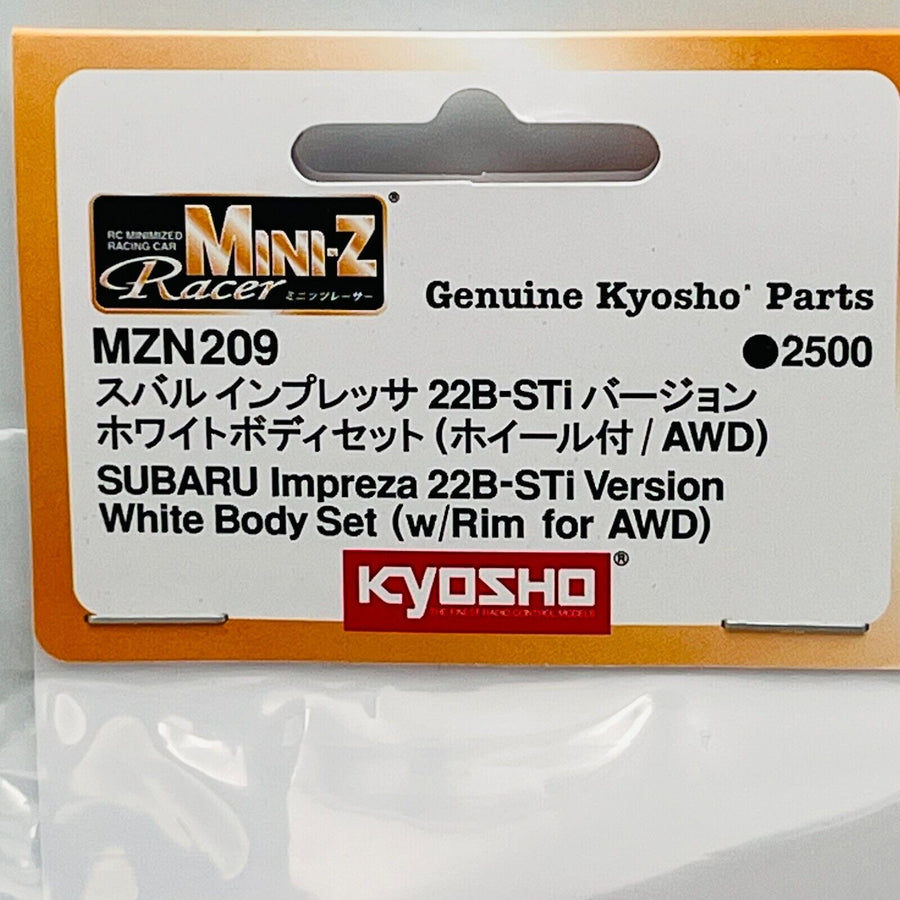 RC MINIMIZED
RACING CAR
MINI-Z
Racer
ミニッツレーサー
®
Genuine Kyosho Parts
MZN209
●2500
スバル インプレッサ 22B-STi バージョン
ホワイトボディセット (ホイール付 / AWD)
SUBARU Impreza 22B-STi Version
White Body Set (w/Rim for AWD)
KYOSHO®
THE FINEST RADIO CONTROL MODELS